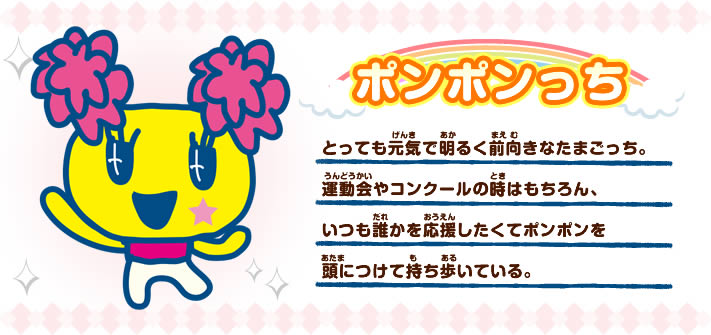 ポンポンっち
とっても元気で明るく前向きなたまごっち。
運動会やコンクールの時はもちろん、
いつも誰かを応援したくてポンポンを
頭につけて持ち歩いている。